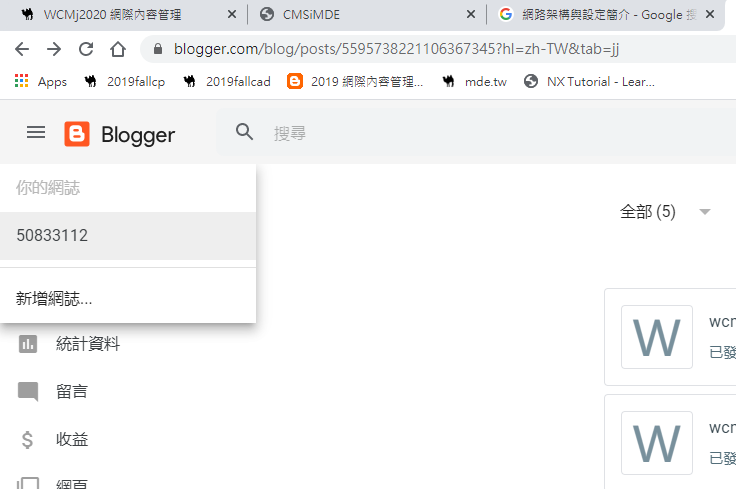 WCMj2020 網際內容管理
CMSiMDE
網路架構與設定簡介 - Google 搜
blogger.com/blog/posts/5595738221106367345?hl=zh-TW&tab=jj
Apps
2019fallcp
2019fallcad
2019 網際內容管理...
mde.tw
NX Tutorial - Lear...
Blogger
搜尋
你的網誌
50833112
新增網誌...
全部 (5)
統計資料
留言
收益
網頁
W
wcm
已發
W
wcm
已發